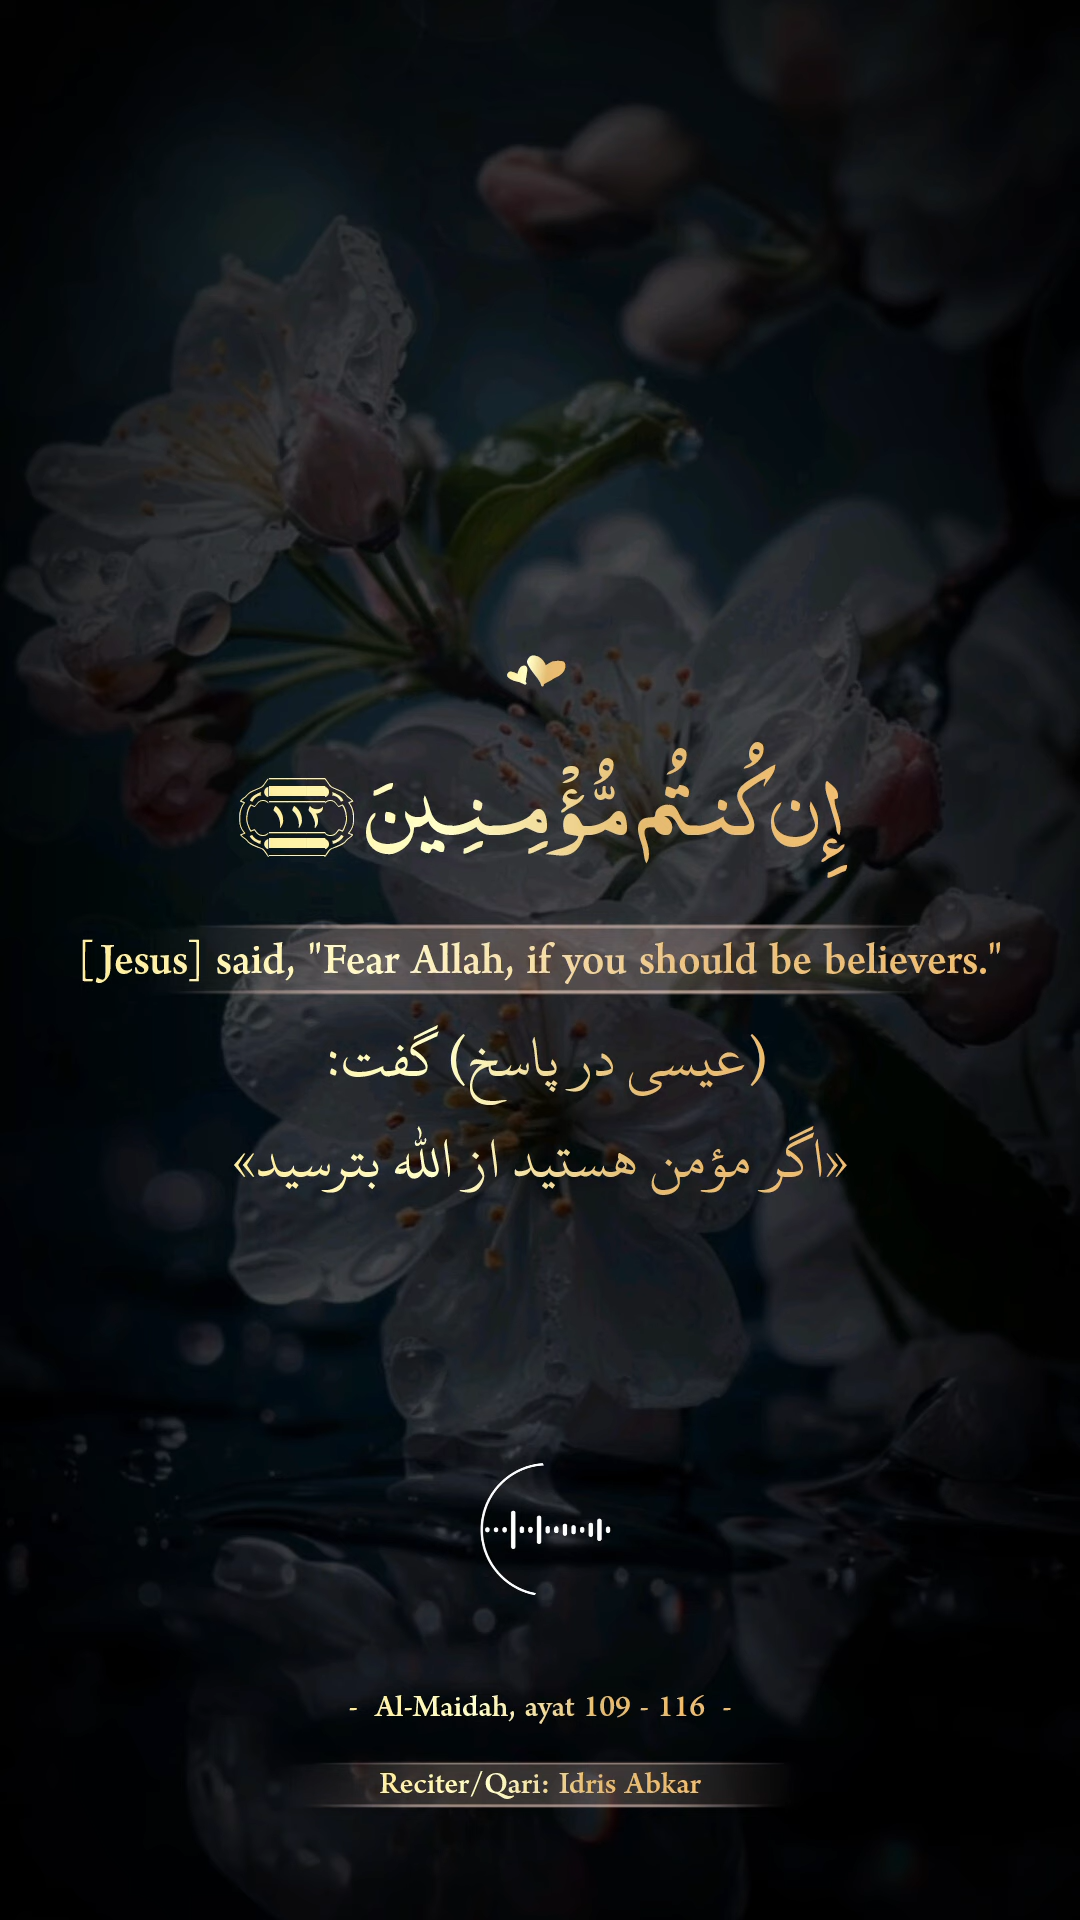 إِن كُنتُم مُّؤْمِنِينَ ١١٢
[Jesus] said, "Fear Allah, if you should be believers."
(عیسی در پاسخ) گفت:
«اگر مؤمن هستید از الله بترسید»
- Al-Maidah, ayat 109 - 116 -
Reciter/Qari: Idris Abkar